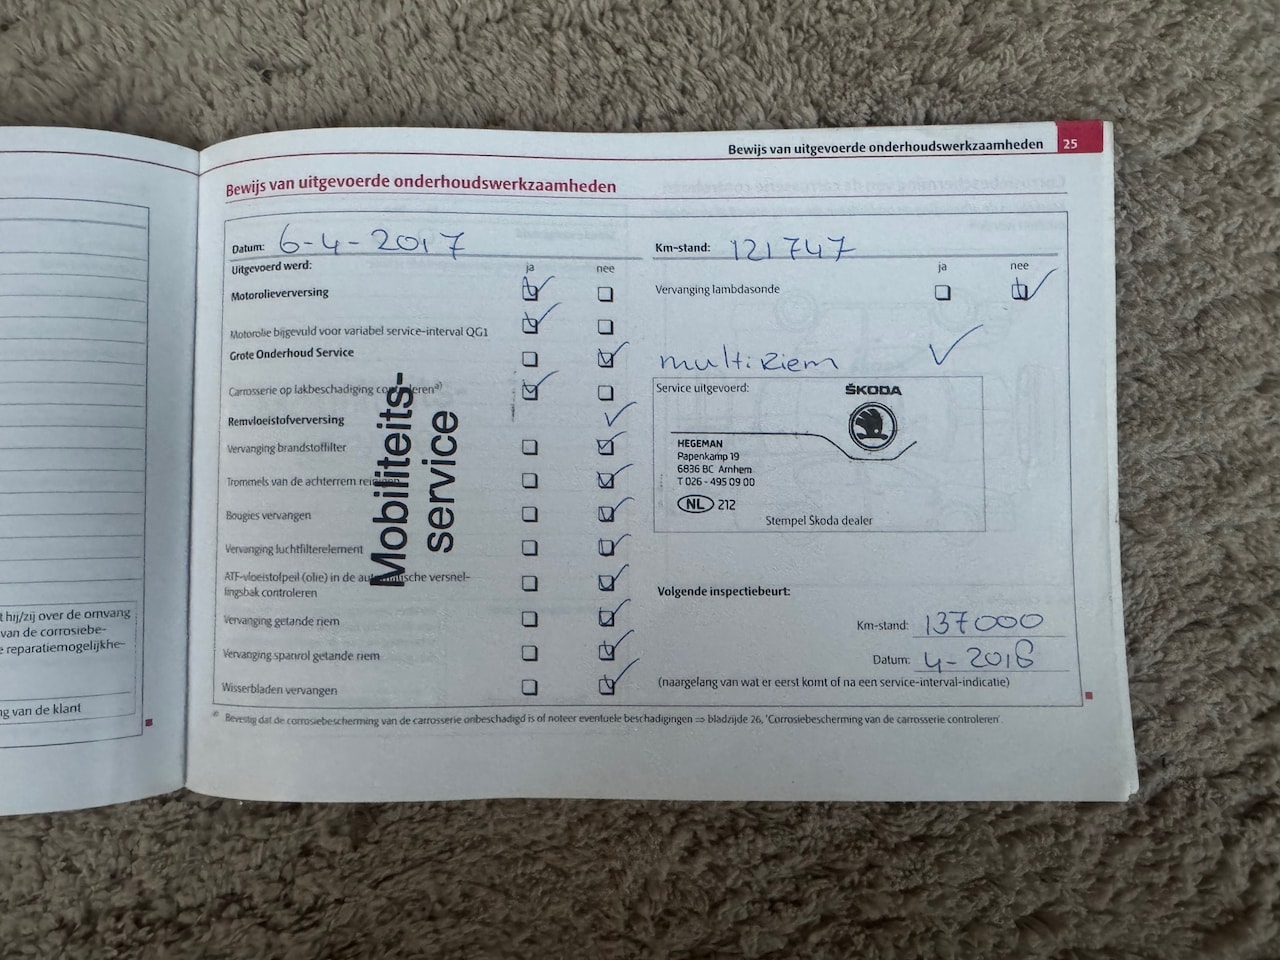 Bewijs van uitgevoerde onderhoudswerkzaamheden 25
Bewijs van uitgevoerde onderhoudswerkzaamheden
Datum: 6-4-2017
Km-stand: 121747
Uitgevoerd werd:
ja nee
ja nee
Motorolieverversing
Vervanging lambdasonde
Motorolie bijgevuld voor variabel service-interval QG1
Grote Onderhoud Service
multiriem
Carrosserie op lakbeschadiging controleren a)
Remvloeistofverversing
Vervanging brandstoffilter
Trommels van de achterrem reinigen
Bougies vervangen
Vervanging luchtfilterelement
ATF-vloeistofpeil (olie) in de automatische versnel-
lingsbak controleren
Vervanging getande riem
Vervanging spanrol getande riem
Wisserbladen vervangen
Mobiliteits-
service
Service uitgevoerd:
ŠKODA
HEGEMAN
Papenkamp 19
6836 BC Arnhem
T 026 - 495 09 00
NL 212
Stempel Škoda dealer
Volgende inspectiebeurt:
Km-stand: 137000
Datum: 4-2018
(naargelang van wat er eerst komt of na een service-interval-indicatie)
a) Bevestig dat de corrosiebescherming van de carrosserie onbeschadigd is of noteer eventuele beschadigingen ⇒ bladzijde 26, 'Corrosiebescherming van de carrosserie controleren'.
t hij/zij over de omvang
van de corrosiebe-
e reparatiemogelijkhe-
ng van de klant